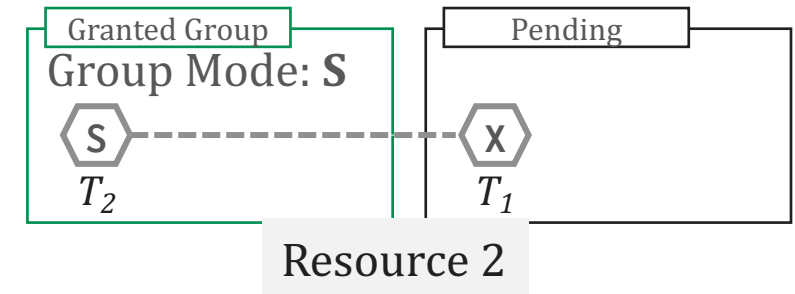 Granted Group
Pending
Group Mode: S
S
X
T2
T1
Resource 2